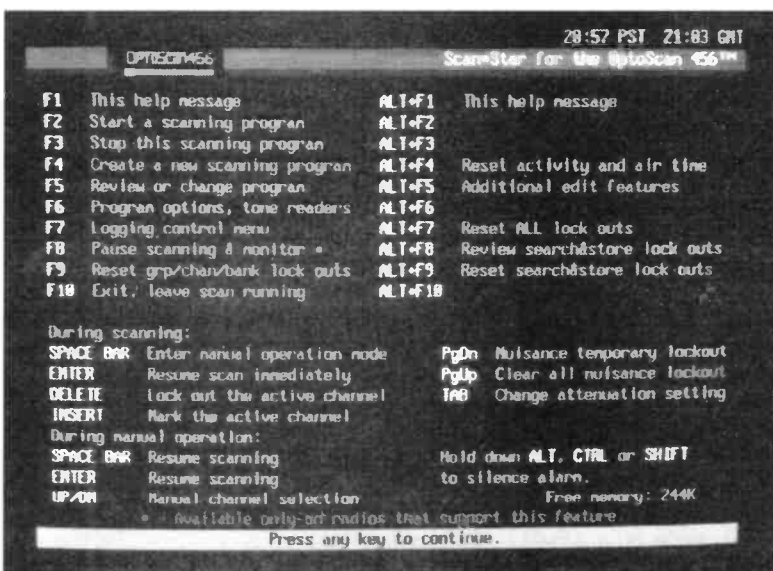 20:57 PST 21:03 GMT
OPTOSCAN456 Scan*Star for the OptoScan 456™
F1 This help message ALT+F1 This help message
F2 Start a scanning program ALT+F2
F3 Stop this scanning program ALT+F3
F4 Create a new scanning program ALT+F4 Reset activity and air time
F5 Review or change program ALT+F5 Additional edit features
F6 Program options, tone readers ALT+F6
F7 Logging control menu ALT+F7 Reset ALL lock outs
F8 Pause scanning & monitor * ALT+F8 Review search&store lock outs
F9 Reset grp/chan/bank lock outs ALT+F9 Reset search&store lock outs
F10 Exit, leave scan running ALT+F10
During scanning:
SPACE BAR Enter manual operation mode PgDn Nuisance temporary lockout
ENTER Resume scan immediately PgUp Clear all nuisance lockout
DELETE Lock out the active channel TAB Change attenuation setting
INSERT Mark the active channel
During manual operation:
SPACE BAR Resume scanning Hold down ALT, CTRL or SHIFT
ENTER Resume scanning to silence alarm.
UP/DN Manual channel selection Free memory: 244K
* - Available only on radios that support this feature
Press any key to continue.